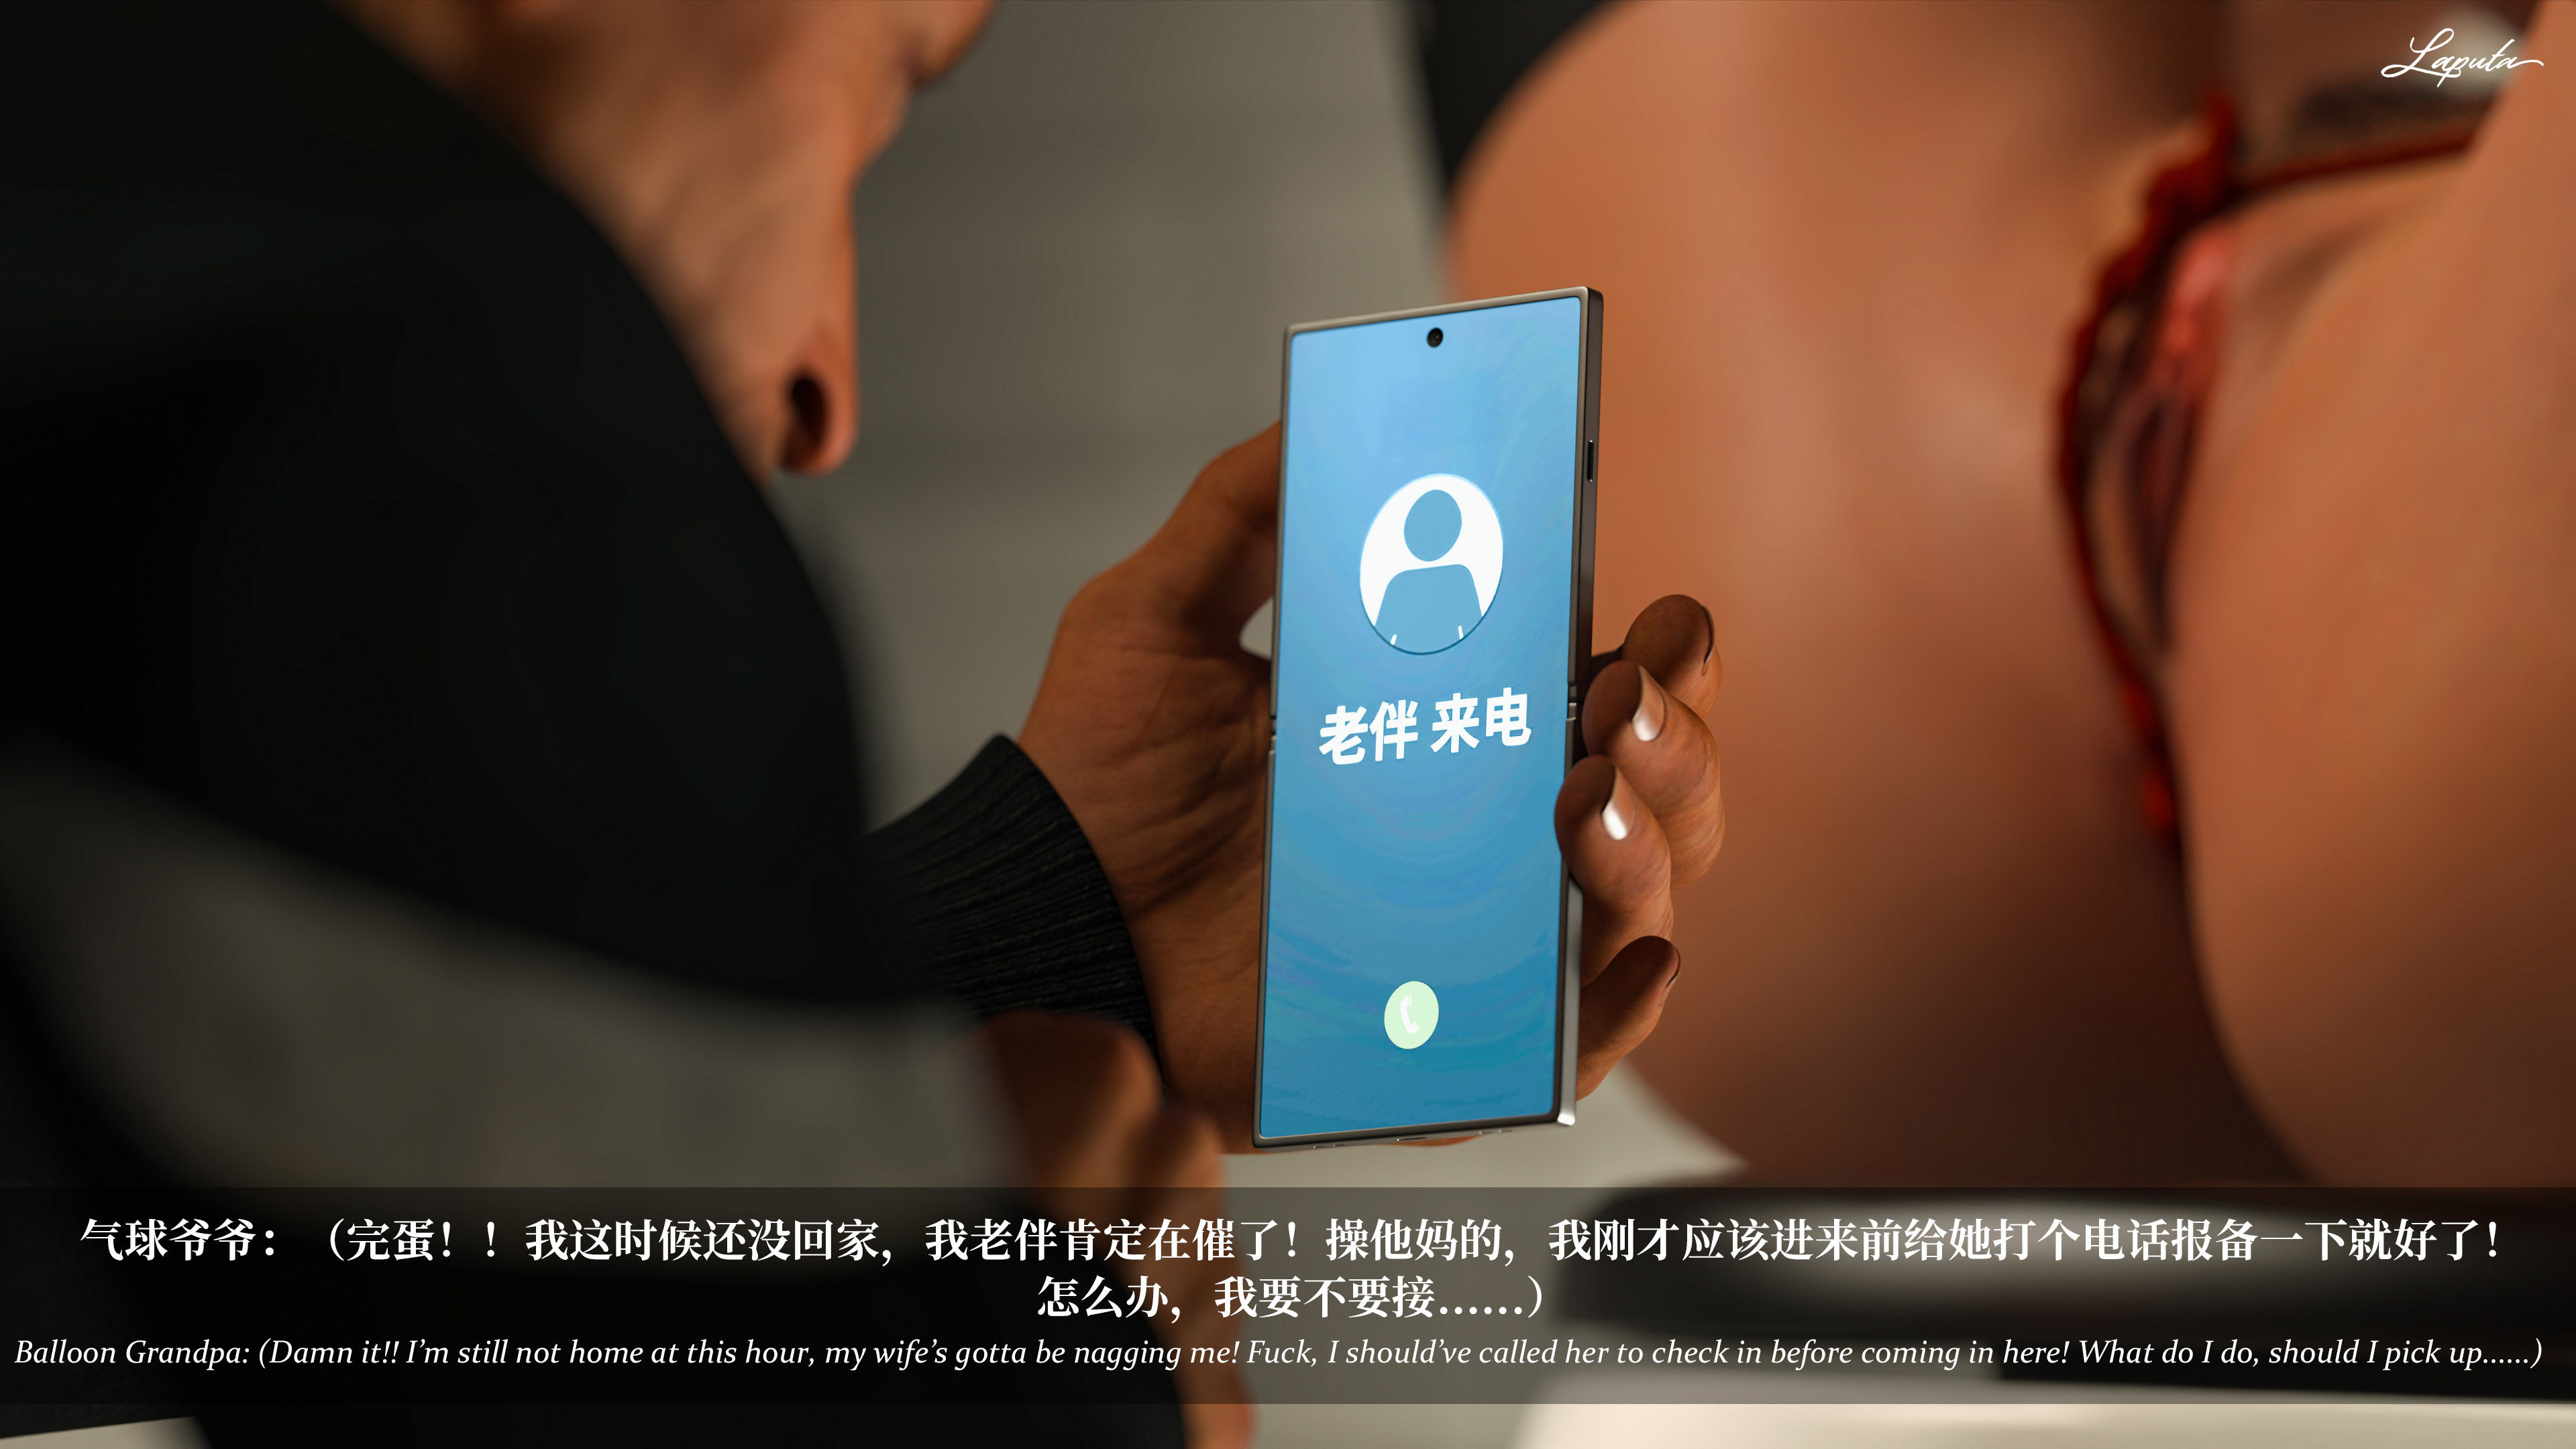 Laputa
老伴 来电
气球爷爷：（完蛋！！我这时候还没回家，我老伴肯定在催了！操他妈的，我刚才应该进来前给她打个电话报备一下就好了！
怎么办，我要不要接……）
Balloon Grandpa: (Damn it!! I’m still not home at this hour, my wife’s gotta be nagging me! Fuck, I should’ve called her to check in before coming in here! What do I do, should I pick up......)